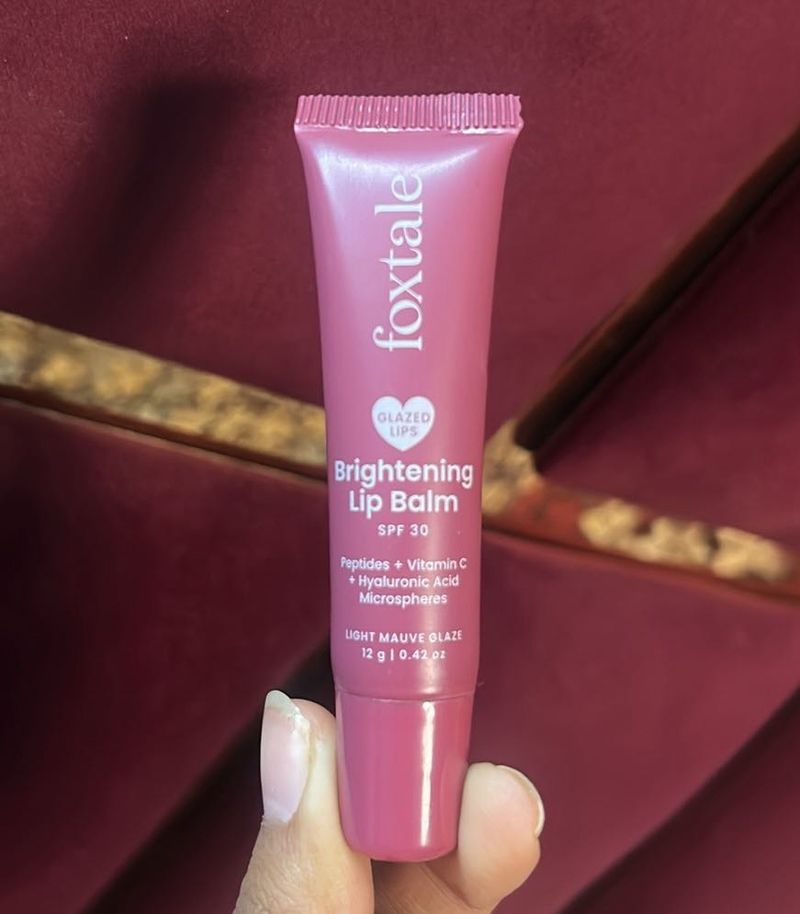 foxtale
GLAZED
LIPS
Brightening
Lip Balm
SPF 30
Peptides + Vitamin C
+ Hyaluronic Acid
Microspheres
LIGHT MAUVE GLAZE
12 g | 0.42 oz